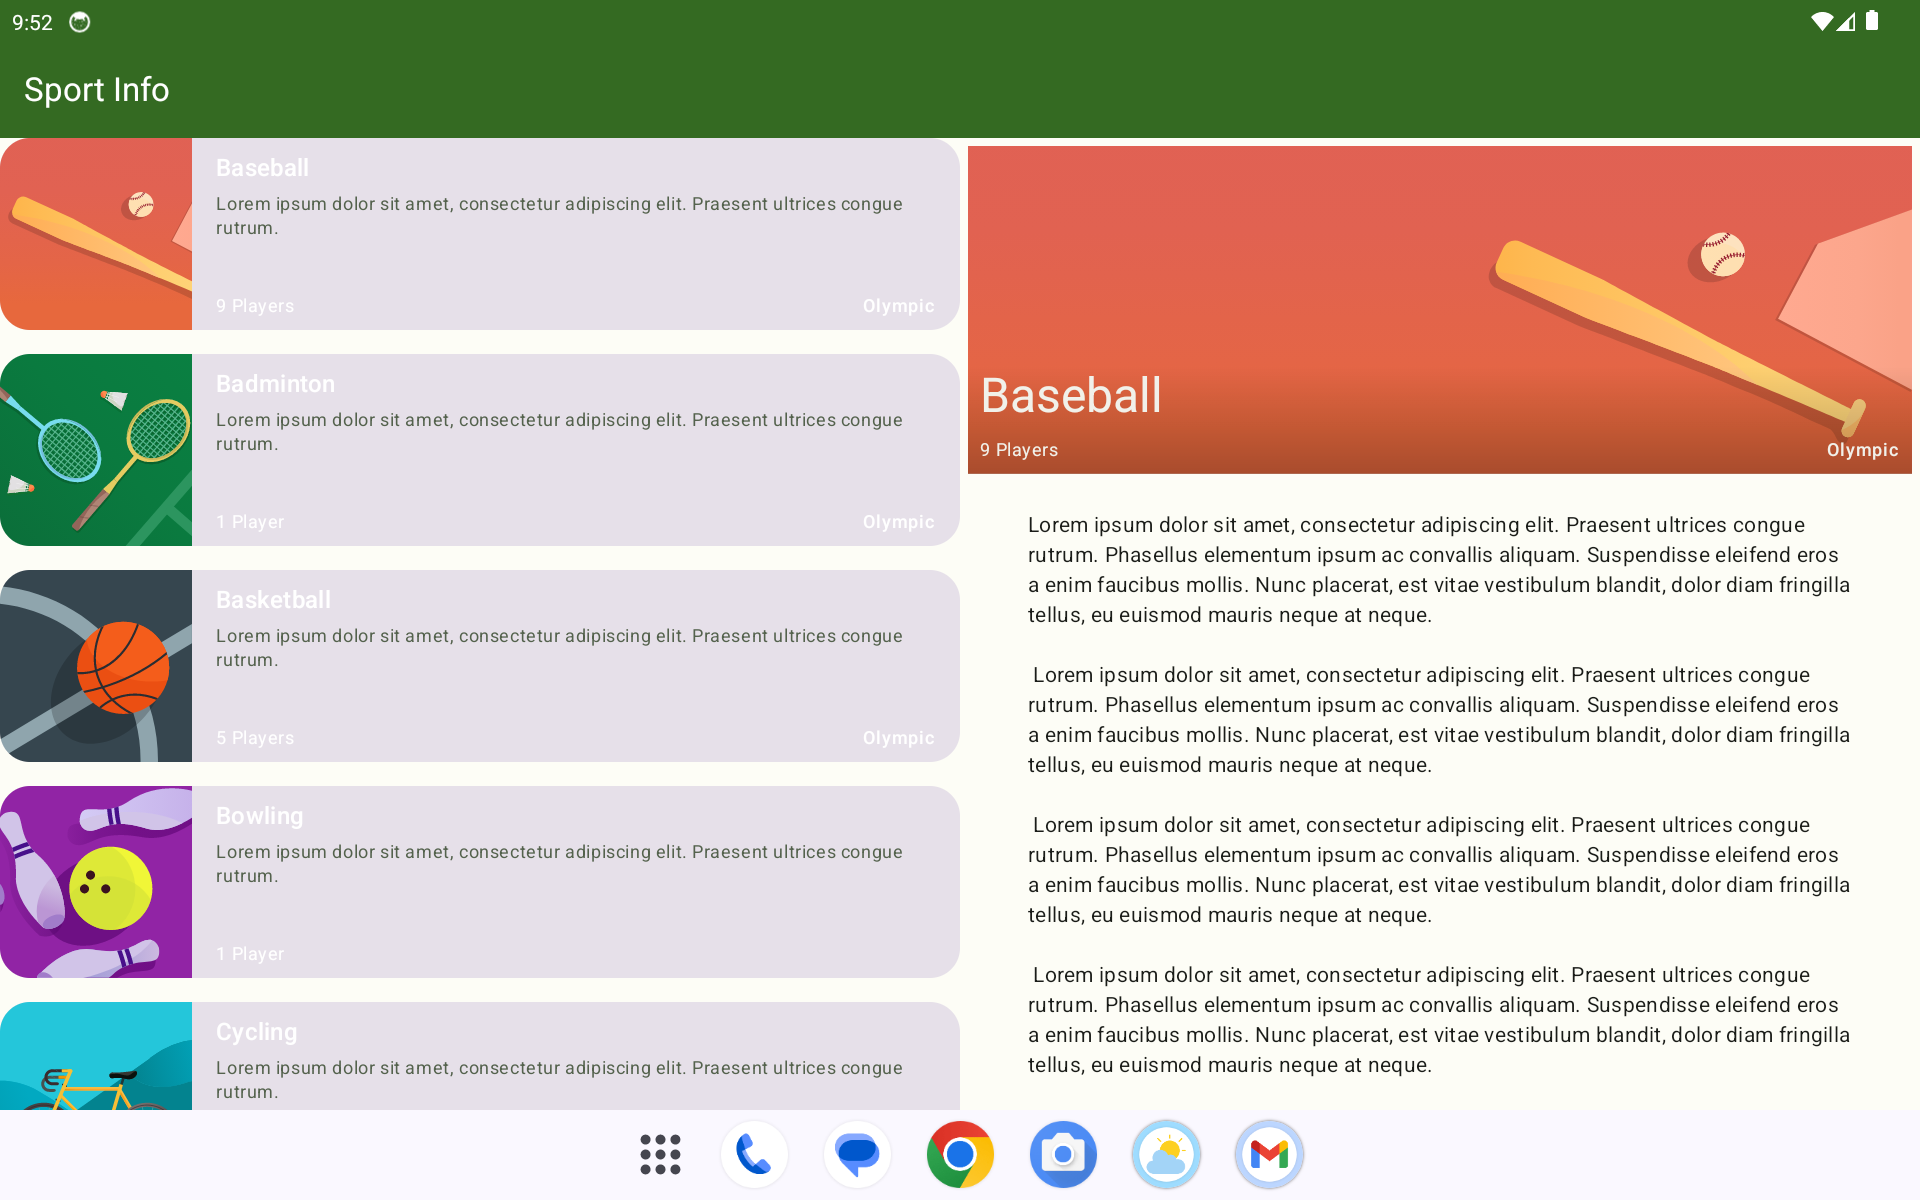 9:52
Sport Info
Baseball
Lorem ipsum dolor sit amet, consectetur adipiscing elit. Praesent ultrices congue
rutrum.
9 Players
Olympic
Badminton
Lorem ipsum dolor sit amet, consectetur adipiscing elit. Praesent ultrices congue
rutrum.
1 Player
Olympic
Basketball
Lorem ipsum dolor sit amet, consectetur adipiscing elit. Praesent ultrices congue
rutrum.
5 Players
Olympic
Bowling
Lorem ipsum dolor sit amet, consectetur adipiscing elit. Praesent ultrices congue
rutrum.
1 Player
Cycling
Lorem ipsum dolor sit amet, consectetur adipiscing elit. Praesent ultrices congue
rutrum.
Baseball
9 Players
Olympic
Lorem ipsum dolor sit amet, consectetur adipiscing elit. Praesent ultrices congue
rutrum. Phasellus elementum ipsum ac convallis aliquam. Suspendisse eleifend eros
a enim faucibus mollis. Nunc placerat, est vitae vestibulum blandit, dolor diam fringilla
tellus, eu euismod mauris neque at neque.
Lorem ipsum dolor sit amet, consectetur adipiscing elit. Praesent ultrices congue
rutrum. Phasellus elementum ipsum ac convallis aliquam. Suspendisse eleifend eros
a enim faucibus mollis. Nunc placerat, est vitae vestibulum blandit, dolor diam fringilla
tellus, eu euismod mauris neque at neque.
Lorem ipsum dolor sit amet, consectetur adipiscing elit. Praesent ultrices congue
rutrum. Phasellus elementum ipsum ac convallis aliquam. Suspendisse eleifend eros
a enim faucibus mollis. Nunc placerat, est vitae vestibulum blandit, dolor diam fringilla
tellus, eu euismod mauris neque at neque.
Lorem ipsum dolor sit amet, consectetur adipiscing elit. Praesent ultrices congue
rutrum. Phasellus elementum ipsum ac convallis aliquam. Suspendisse eleifend eros
a enim faucibus mollis. Nunc placerat, est vitae vestibulum blandit, dolor diam fringilla
tellus, eu euismod mauris neque at neque.